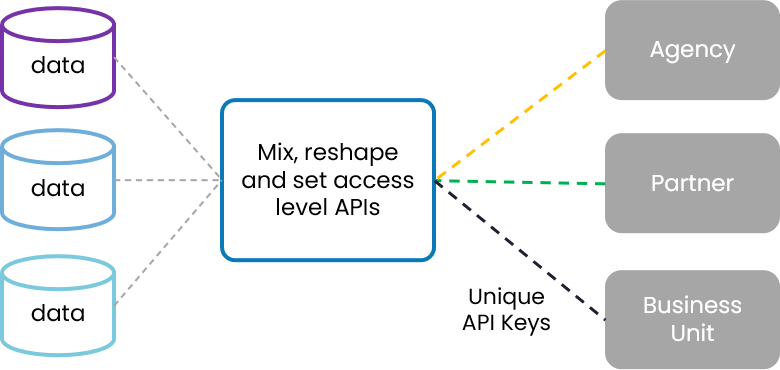 data
data
data
Mix, reshape
and set access
level APIs
Unique
API Keys
Agency
Partner
Business
Unit